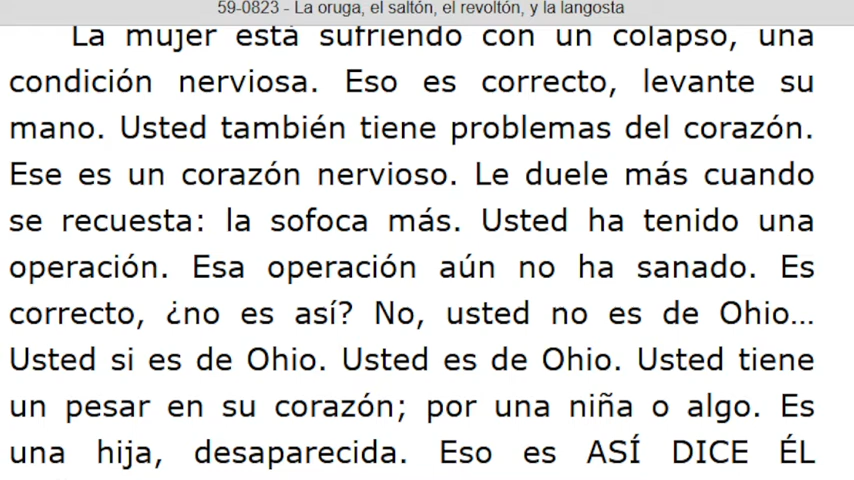 59-0823 - La oruga, el saltón, el revoltón, y la langosta
La mujer está sufriendo con un colapso, una
condición nerviosa. Eso es correcto, levante su
mano. Usted también tiene problemas del corazón.
Ese es un corazón nervioso. Le duele más cuando
se recuesta: la sofoca más. Usted ha tenido una
operación. Esa operación aún no ha sanado. Es
correcto, ¿no es así? No, usted no es de Ohio...
Usted si es de Ohio. Usted es de Ohio. Usted tiene
un pesar en su corazón; por una niña o algo. Es
una hija, desaparecida. Eso es ASÍ DICE ÉL